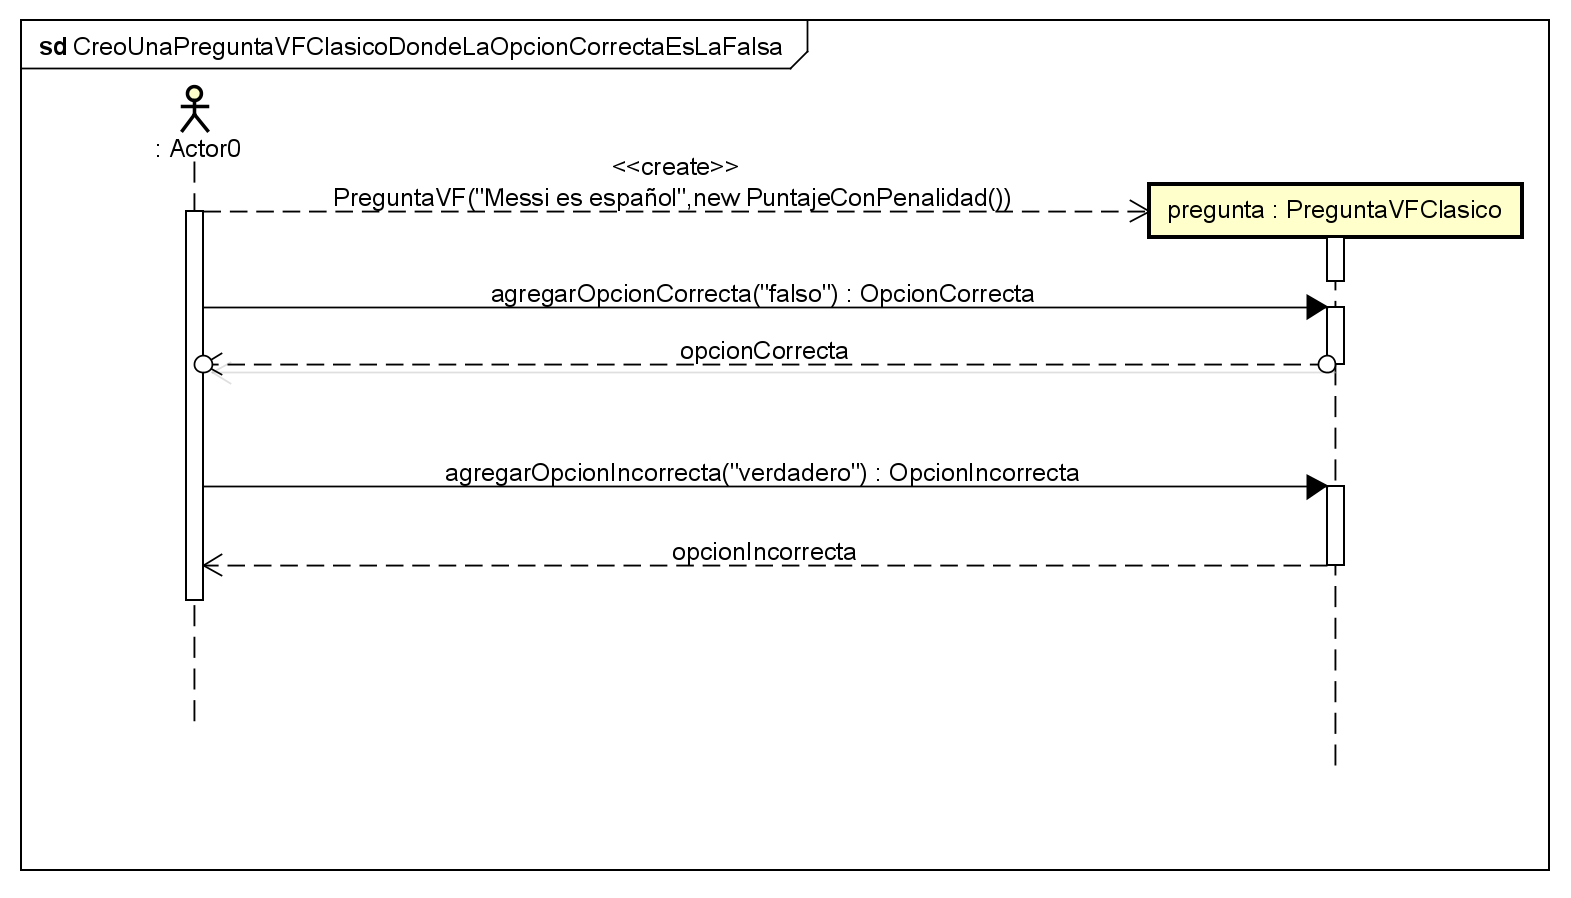 sd CreoUnaPreguntaVFClasicoDondeLaOpcionCorrectaEsLaFalsa
: Actor0
<<create>>
PreguntaVF("Messi es español",new PuntajeConPenalidad())
pregunta : PreguntaVFClasico
agregarOpcionCorrecta("falso") : OpcionCorrecta
opcionCorrecta
agregarOpcionIncorrecta("verdadero") : OpcionIncorrecta
opcionIncorrecta